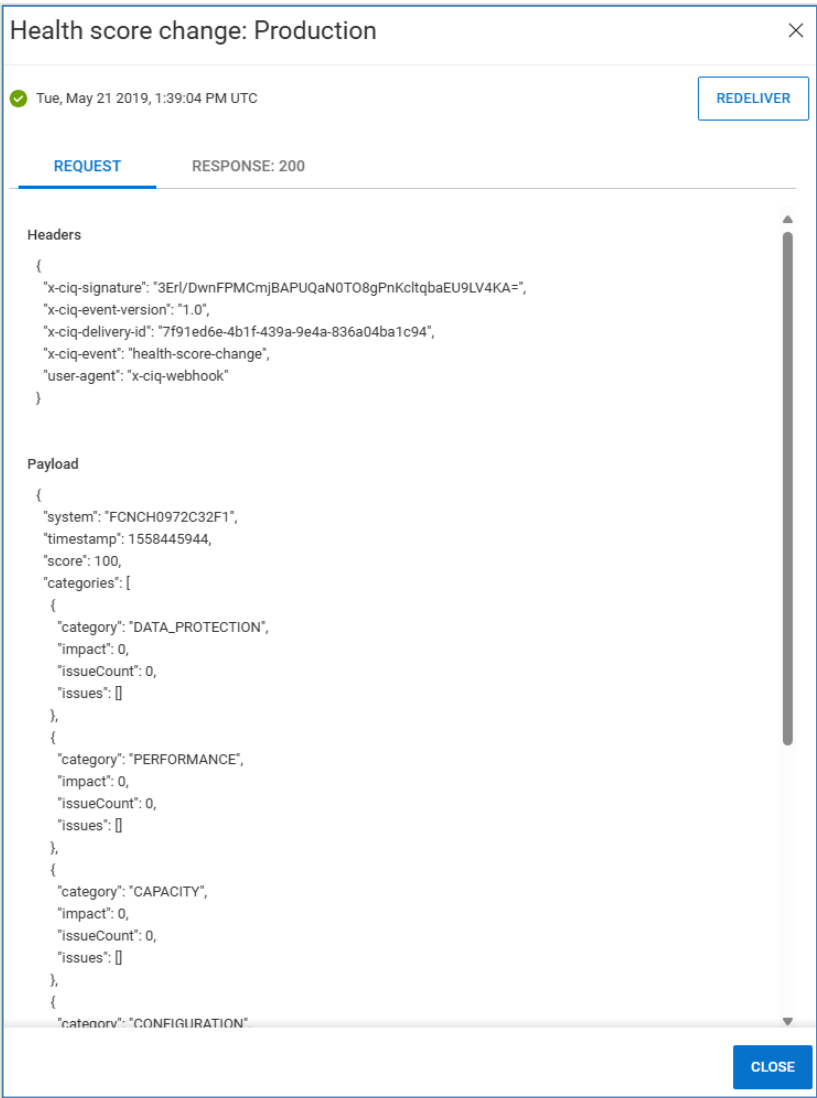 Health score change: Production
Tue, May 21 2019, 1:39:04 PM UTC
REDELIVER
REQUEST
RESPONSE: 200
Headers
{
"x-ciq-signature": "3Erl/DwnFPMCmjBAPUQaN0TO8gPnKcltqbaEU9LV4KA=",
"x-ciq-event-version": "1.0",
"x-ciq-delivery-id": "7f91ed6e-4b1f-439a-9e4a-836a04ba1c94",
"x-ciq-event": "health-score-change",
"user-agent": "x-ciq-webhook"
}
Payload
{
"system": "FCNCH0972C32F1",
"timestamp": 1558445944,
"score": 100,
"categories": [
{
"category": "DATA_PROTECTION",
"impact": 0,
"issueCount": 0,
"issues": []
},
{
"category": "PERFORMANCE",
"impact": 0,
"issueCount": 0,
"issues": []
},
{
"category": "CAPACITY",
"impact": 0,
"issueCount": 0,
"issues": []
},
{
"category": "CONFIGURATION",
CLOSE